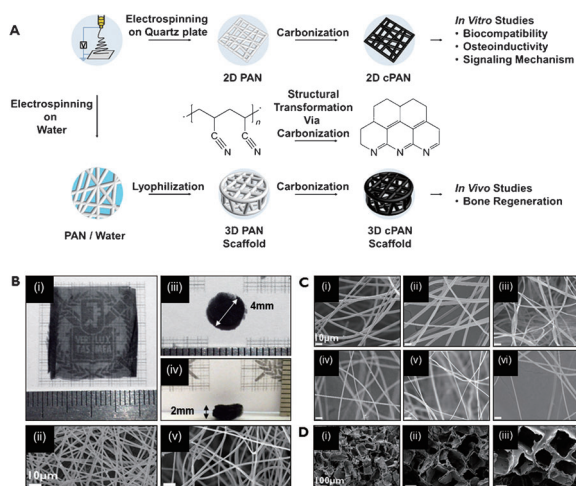 A
Electrospinning
on Quartz plate
Carbonization
In Vitro Studies
• Biocompatibility
• Osteoinductivity
• Signaling Mechanism
V
2D PAN
2D cPAN
Electrospinning
on
Water
n
C
N
C
N
Structural
Transformation
Via
Carbonization
N
N
N
Lyophilization
Carbonization
In Vivo Studies
• Bone Regeneration
PAN / Water
3D PAN
Scaffold
3D cPAN
Scaffold
B
(i)
(iii)
4mm
(iv)
2mm
(ii)
10μm
(v)
C
(i)
10μm
(ii)
(iii)
(iv)
(v)
(vi)
D
(i)
100μm
(ii)
(iii)